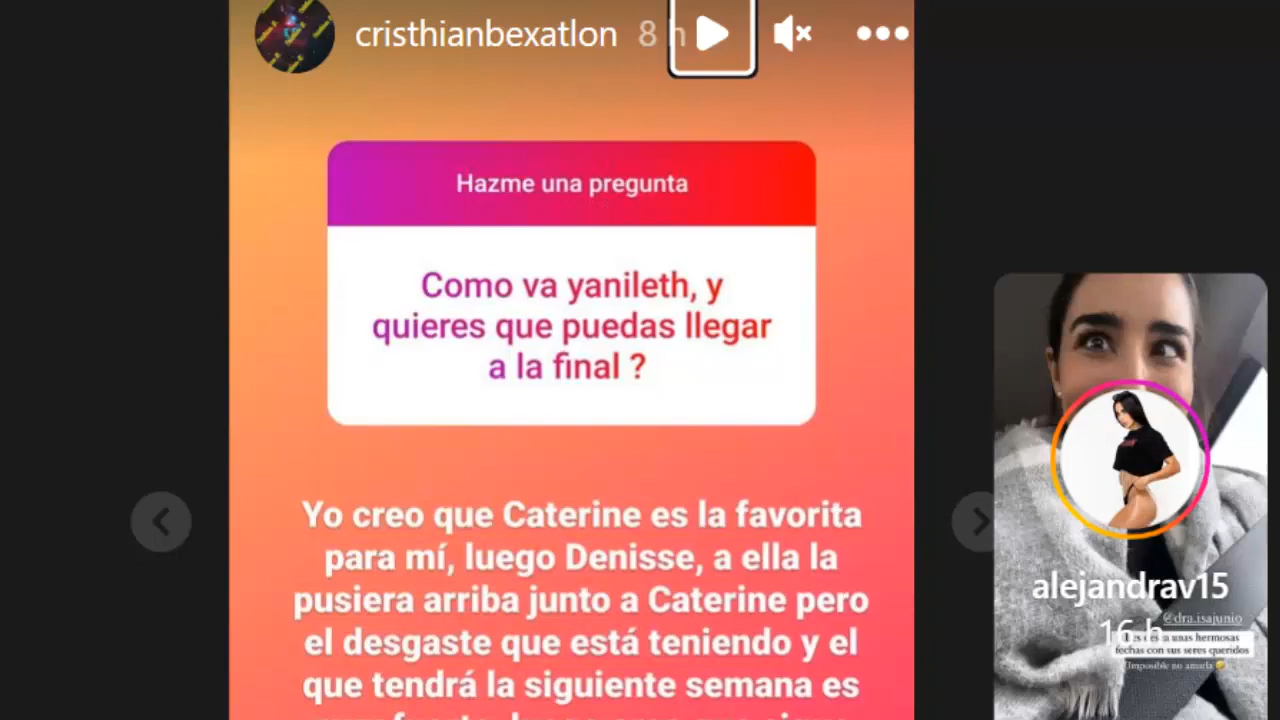 cristhianbexatlon 8 h
Hazme una pregunta
Como va yanileth, y
quieres que puedas llegar
a la final ?
Yo creo que Caterine es la favorita
para mí, luego Denisse, a ella la
pusiera arriba junto a Caterine pero
el desgaste que está teniendo y el
que tendrá la siguiente semana es
alejandrav15
16 h
@dra.isajunio
unas hermosas
fechas con sus seres queridos
Imposible no amarla